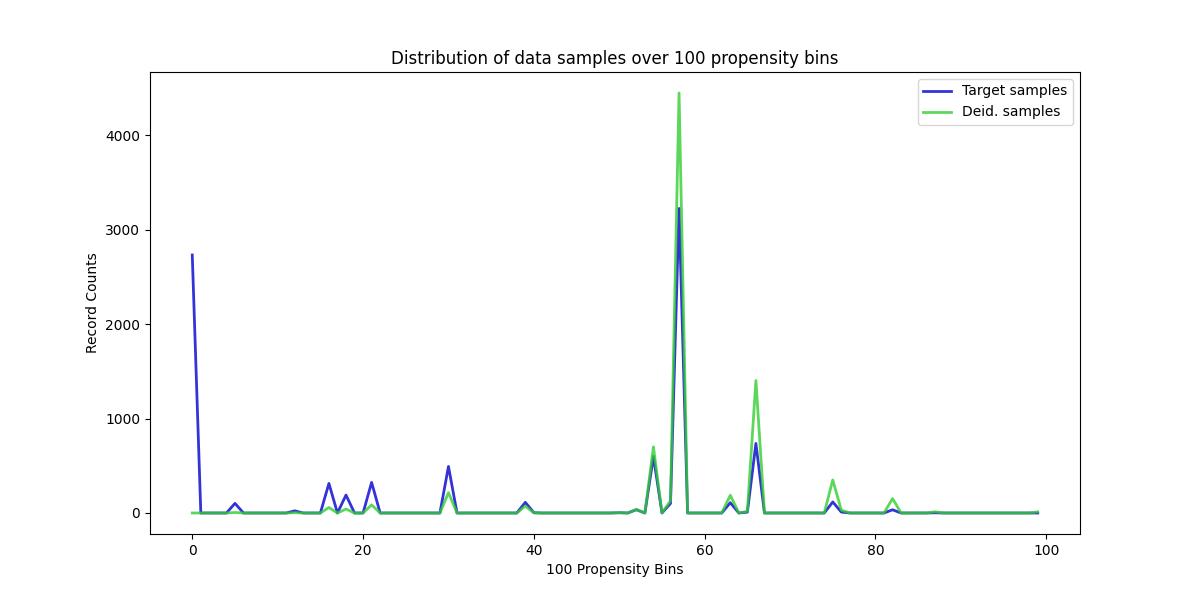 Distribution of data samples over 100 propensity bins
Target samples
Deid. samples
4000
3000
2000
1000
0
Record Counts
0 20 40 60 80 100
100 Propensity Bins